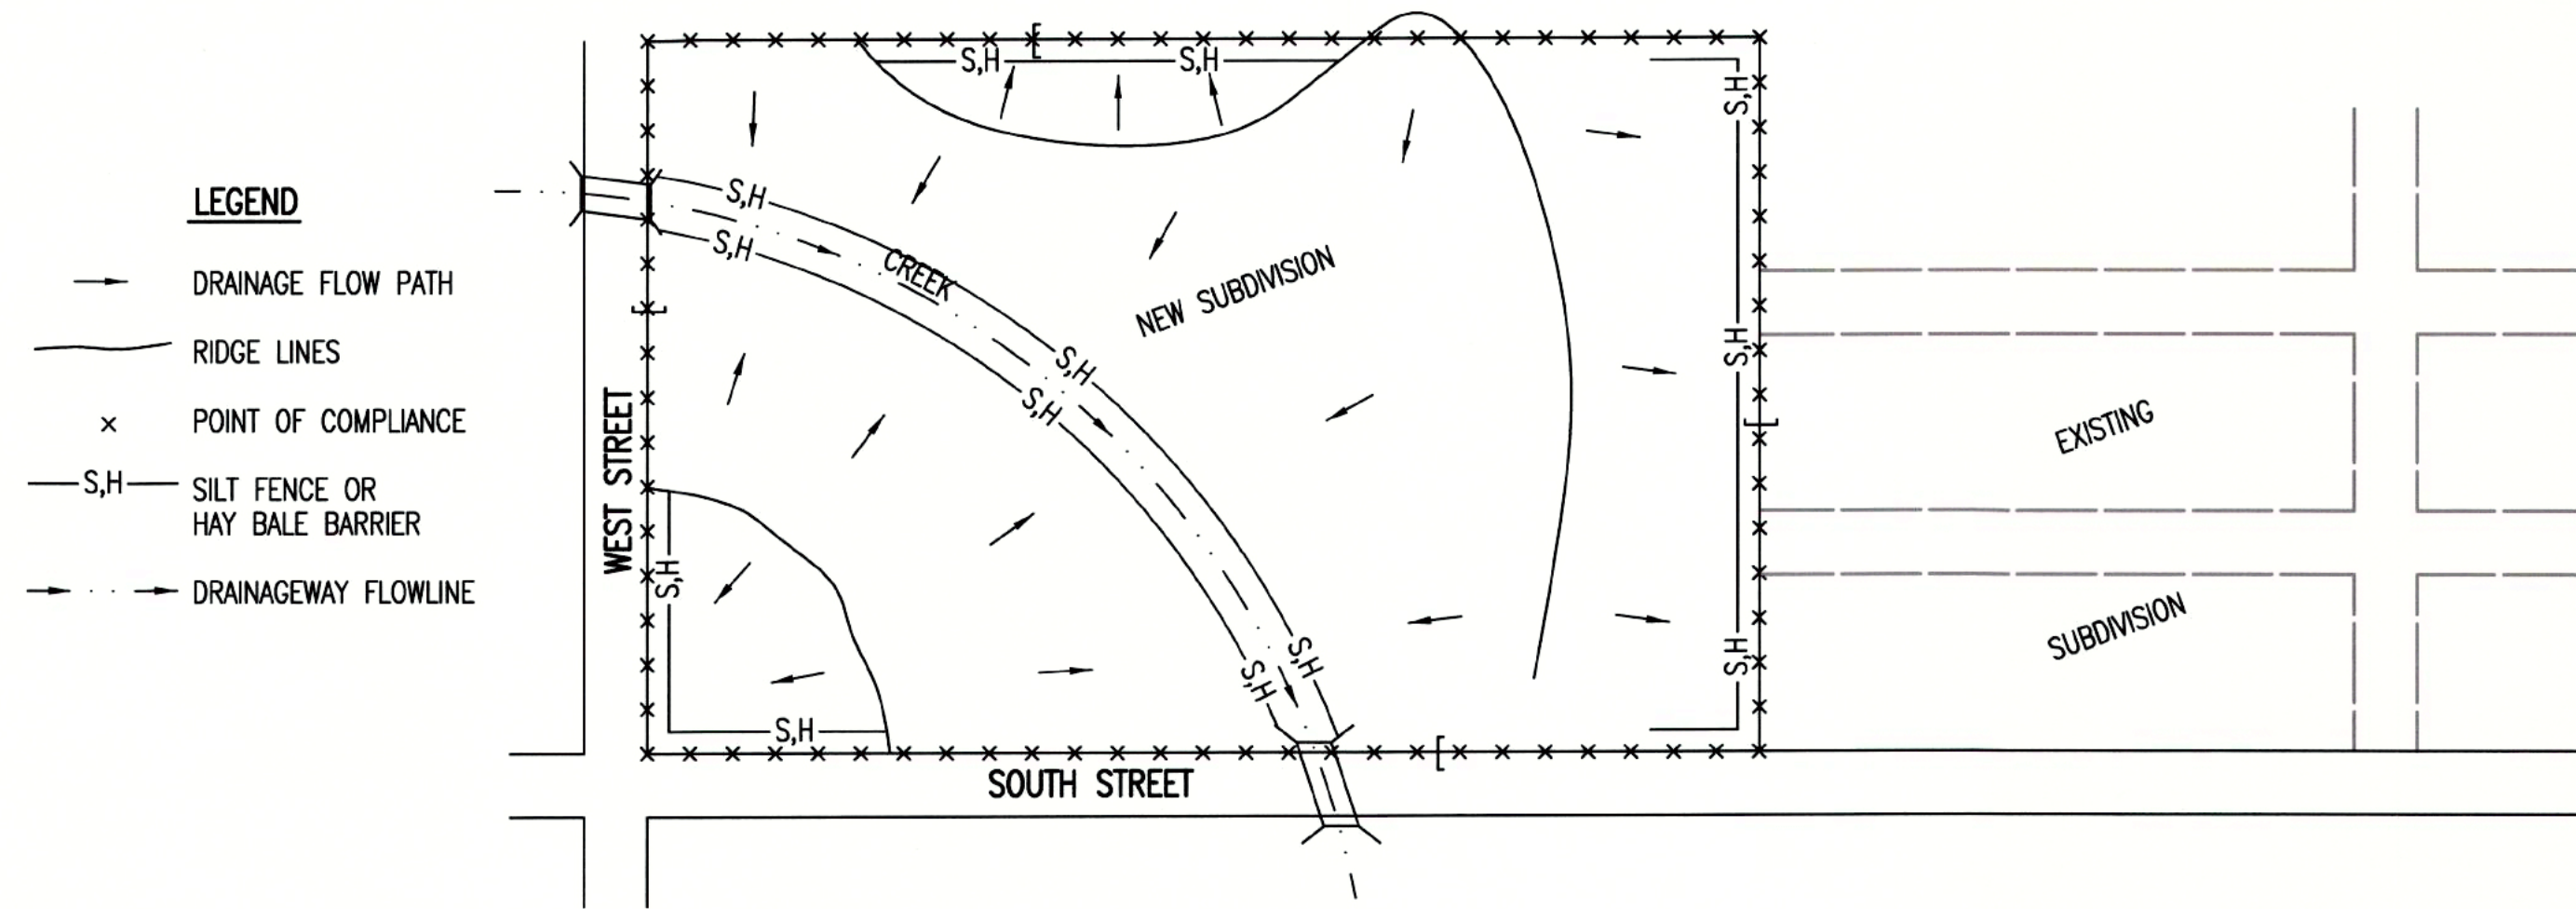 LEGEND
DRAINAGE FLOW PATH
RIDGE LINES
x POINT OF COMPLIANCE
S,H SILT FENCE OR
HAY BALE BARRIER
DRAINAGEWAY FLOWLINE
S,H
S,H
S,H
S,H
S,H
CREEK
NEW SUBDIVISION
S,H
S,H
S,H
WEST STREET
EXISTING
S,H
SUBDIVISION
S,H
S,H
S,H
S,H
SOUTH STREET